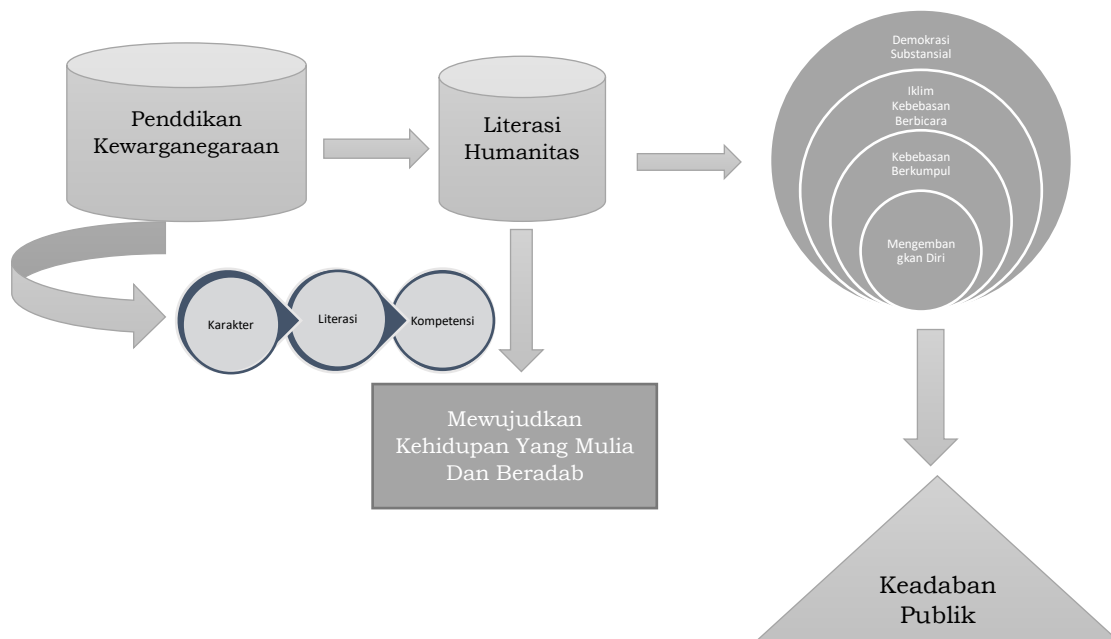 Penddikan
Kewarganegaraan
Literasi
Humanitas
Demokrasi
Substansial
Iklim
Kebebasan
Berbicara
Kebebasan
Berkumpul
Mengemban
gkan Diri
Karakter
Literasi
Kompetensi
Mewujudkan
Kehidupan Yang Mulia
Dan Beradab
Keadaban
Publik